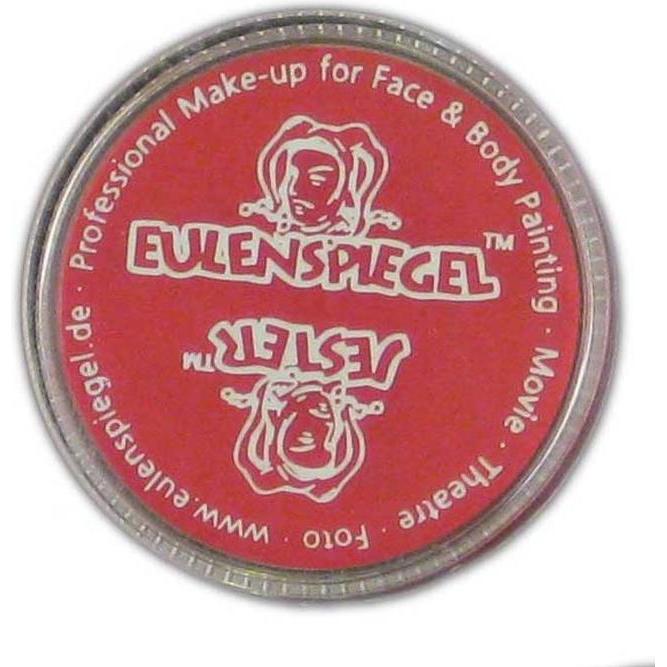 Professional Make-up for Face & Body Painting · Movie · Theatre · Foto · www.eulenspiegel.de ·
EULENSPIEGEL™
JESTER™